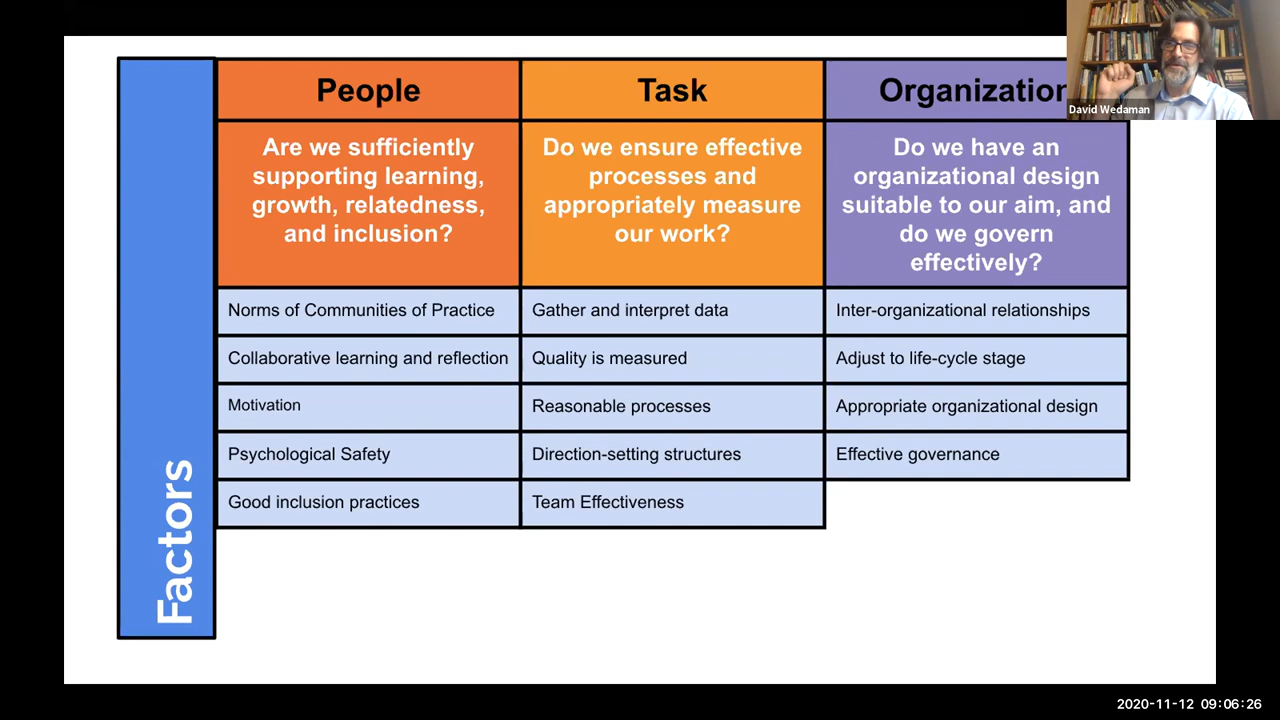 People
Task
Organization
David Wedaman
Are we sufficiently
supporting learning,
growth, relatedness,
and inclusion?
Do we ensure effective
processes and
appropriately measure
our work?
Do we have an
organizational design
suitable to our aim, and
do we govern
effectively?
Norms of Communities of Practice
Gather and interpret data
Inter-organizational relationships
Collaborative learning and reflection
Quality is measured
Adjust to life-cycle stage
Motivation
Reasonable processes
Appropriate organizational design
Psychological Safety
Direction-setting structures
Effective governance
Good inclusion practices
Team Effectiveness
Factors
2020-11-12 09:06:26